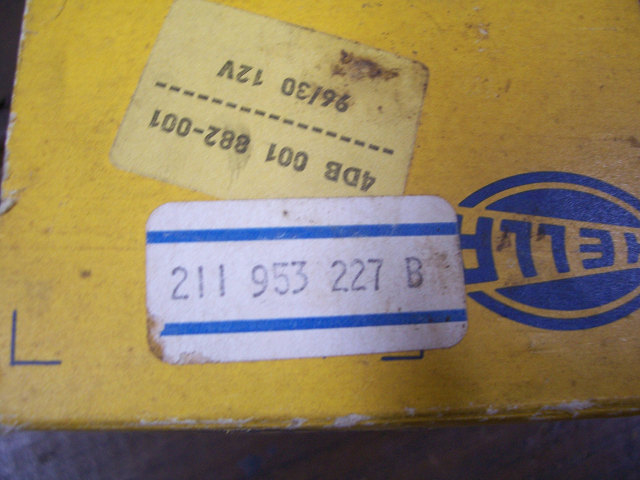 4DB 001 882-001
96/30 12V
211 953 227 B
HELLA